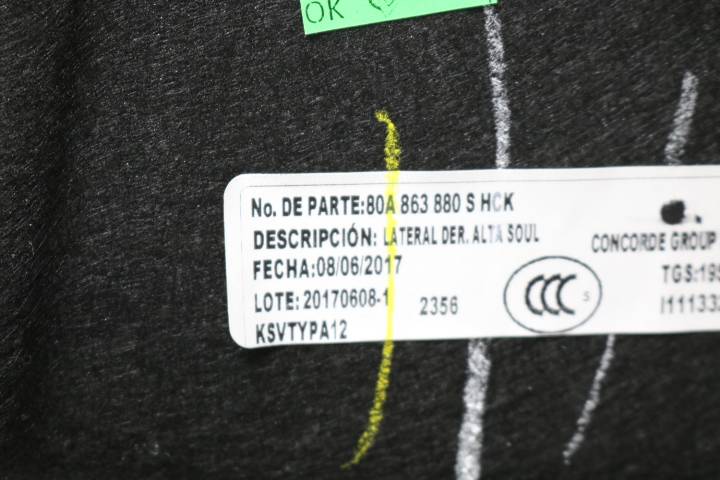 OK
No. DE PARTE:80A 863 880 S HCK
DESCRIPCIÓN: LATERAL DER. ALTA SOUL
CONCORDE GROUP
FECHA:08/06/2017
TGS:195
LOTE: 20170608-1
2356
CCC S
I11133
KSVTYPA12